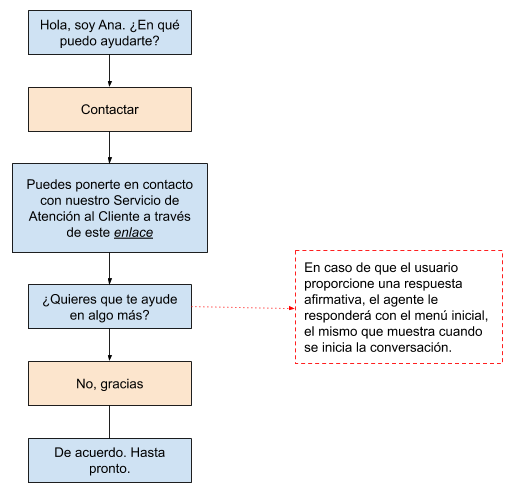 Hola, soy Ana. ¿En qué
puedo ayudarte?
Contactar
Puedes ponerte en contacto
con nuestro Servicio de
Atención al Cliente a través
de este enlace
¿Quieres que te ayude
en algo más?
En caso de que el usuario
proporcione una respuesta
afirmativa, el agente le
responderá con el menú inicial,
el mismo que muestra cuando
se inicia la conversación.
No, gracias
De acuerdo. Hasta
pronto.